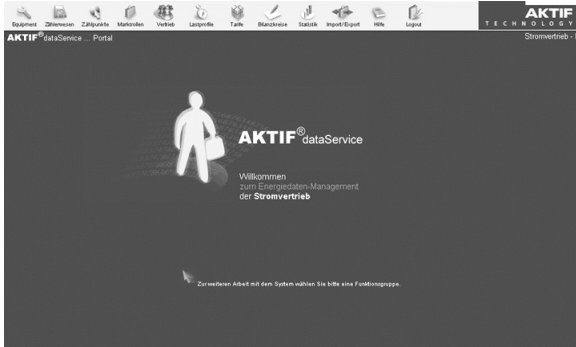 Equipment Zählerwesen Zählpunkte Marktrollen Vertrieb Lastprofile Tarife Bilanzkreise Statistik Import/Export Hilfe Logout
AKTIF
TECHNOLOGY
AKTIF® dataService ... Portal
Stromvertrieb -
AKTIF® dataService
Willkommen
zum Energiedaten-Management
der Stromvertrieb
Zur weiteren Arbeit mit dem System wählen Sie bitte eine Funktionsgruppe.